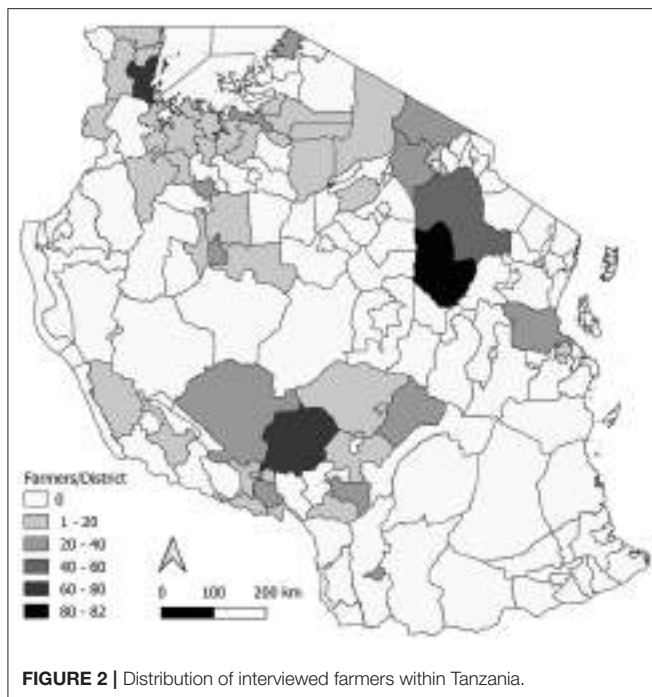 Farmers/District
0
1 - 20
20 - 40
40 - 60
60 - 80
80 - 82
0 100 200 km
FIGURE 2 | Distribution of interviewed farmers within Tanzania.